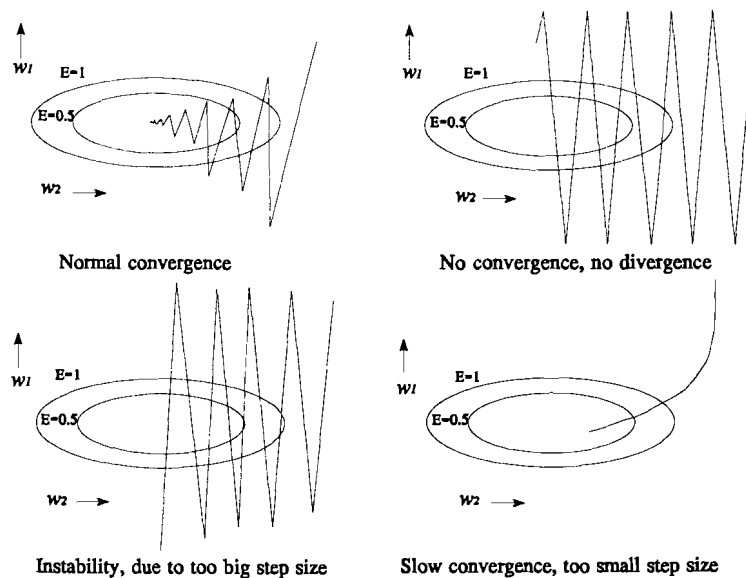 W1
E=1
E=0.5
W2
Normal convergence
W1
E=1
E=0.5
W2
No convergence, no divergence
W1
E=1
E=0.5
W2
Instability, due to too big step size
W1
E=1
E=0.5
W2
Slow convergence, too small step size